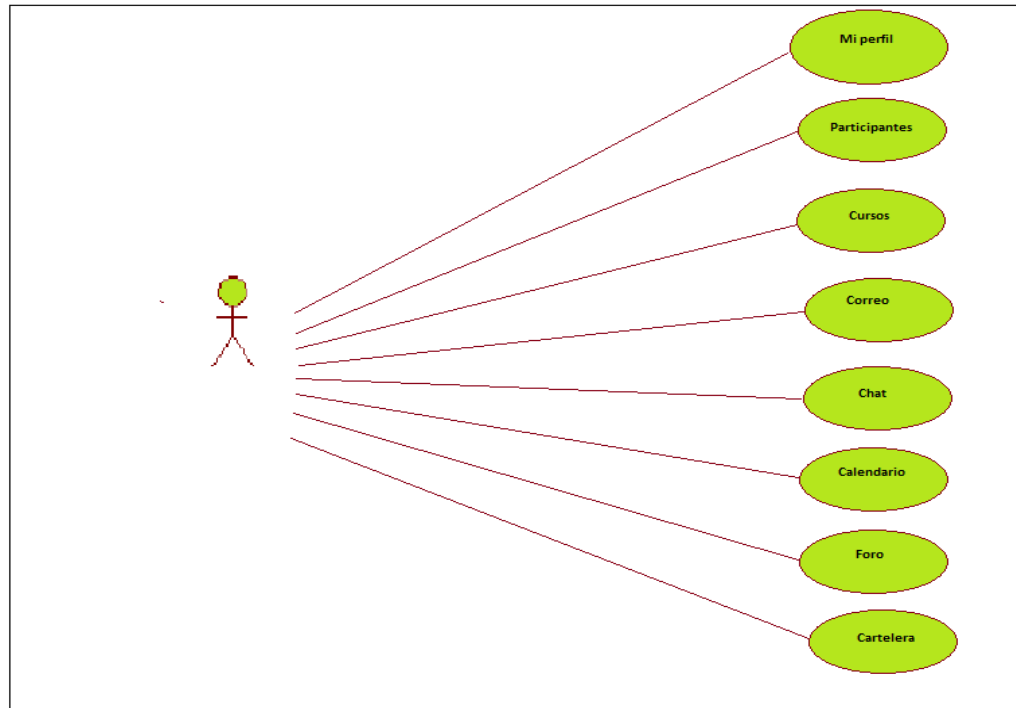 Mi perfil
Participantes
Cursos
Correo
Chat
Calendario
Foro
Cartelera